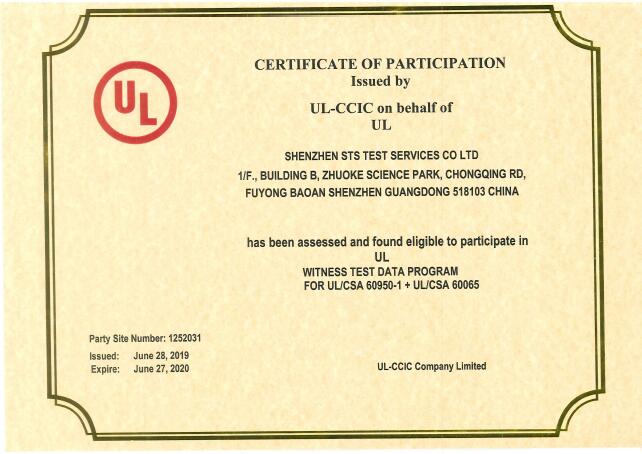 UL
CERTIFICATE OF PARTICIPATION
Issued by
UL-CCIC on behalf of
UL
SHENZHEN STS TEST SERVICES CO LTD
1/F., BUILDING B, ZHUOKE SCIENCE PARK, CHONGQING RD,
FUYONG BAOAN SHENZHEN GUANGDONG 518103 CHINA
has been assessed and found eligible to participate in
UL
WITNESS TEST DATA PROGRAM
FOR UL/CSA 60950-1 + UL/CSA 60065
Party Site Number: 1252031
Issued: June 28, 2019
Expire: June 27, 2020
UL-CCIC Company Limited